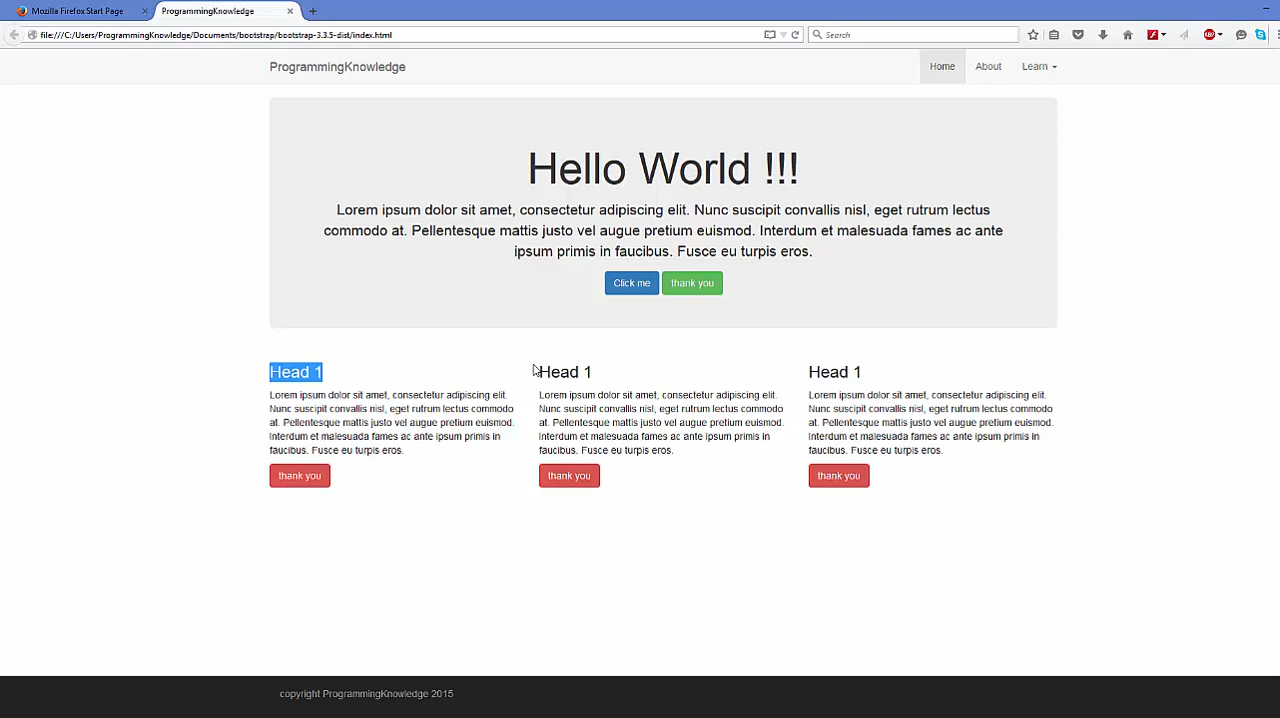 Mozilla Firefox Start Page
ProgrammingKnowledge
file:///C:/Users/ProgrammingKnowledge/Documents/bootstrap/bootstrap-3.3.5-dist/index.html
Search
ProgrammingKnowledge
Home
About
Learn
Hello World !!!
Lorem ipsum dolor sit amet, consectetur adipiscing elit. Nunc suscipit convallis nisl, eget rutrum lectus
commodo at. Pellentesque mattis justo vel augue pretium euismod. Interdum et malesuada fames ac ante
ipsum primis in faucibus. Fusce eu turpis eros.
Click me
thank you
Head 1
Lorem ipsum dolor sit amet, consectetur adipiscing elit.
Nunc suscipit convallis nisl, eget rutrum lectus commodo
at. Pellentesque mattis justo vel augue pretium euismod.
Interdum et malesuada fames ac ante ipsum primis in
faucibus. Fusce eu turpis eros.
thank you
Head 1
Lorem ipsum dolor sit amet, consectetur adipiscing elit.
Nunc suscipit convallis nisl, eget rutrum lectus commodo
at. Pellentesque mattis justo vel augue pretium euismod.
Interdum et malesuada fames ac ante ipsum primis in
faucibus. Fusce eu turpis eros.
thank you
Head 1
Lorem ipsum dolor sit amet, consectetur adipiscing elit.
Nunc suscipit convallis nisl, eget rutrum lectus commodo
at. Pellentesque mattis justo vel augue pretium euismod.
Interdum et malesuada fames ac ante ipsum primis in
faucibus. Fusce eu turpis eros.
thank you
copyright ProgrammingKnowledge 2015